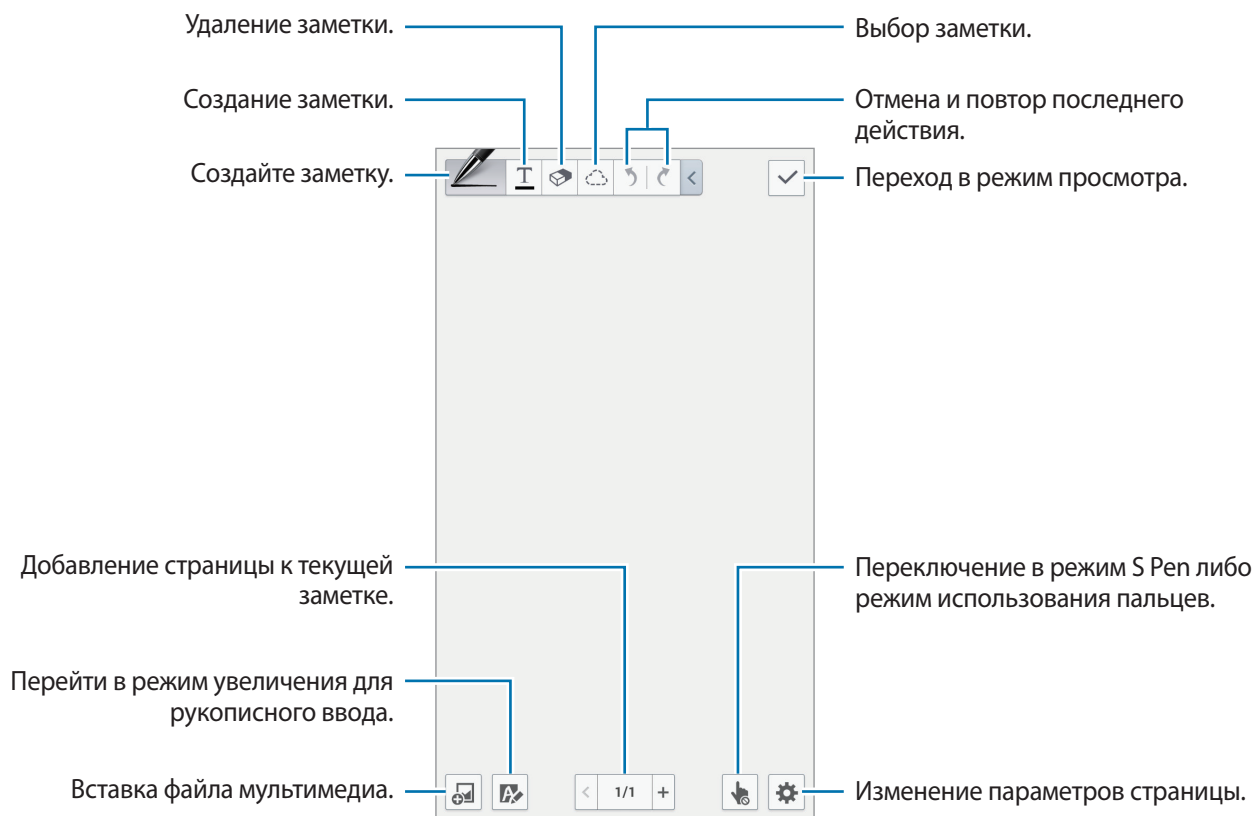 Удаление заметки.
Выбор заметки.
Создание заметки.
Отмена и повтор последнего
действия.
Создайте заметку.
T
Переход в режим просмотра.
Добавление страницы к текущей
заметке.
Переключение в режим S Pen либо
режим использования пальцев.
Перейти в режим увеличения для
рукописного ввода.
Вставка файла мультимедиа.
A
< 1/1 +
Изменение параметров страницы.